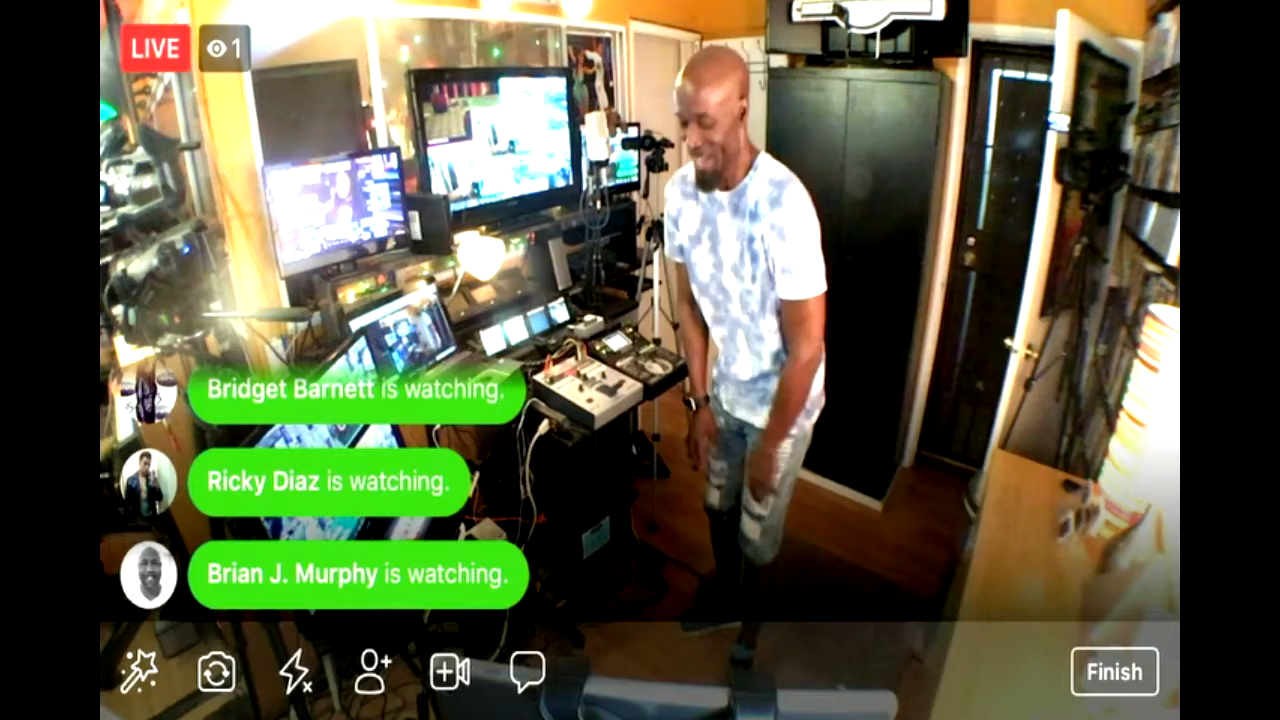 LIVE 1
Bridget Barnett is watching.
Ricky Diaz is watching.
Brian J. Murphy is watching.
Finish